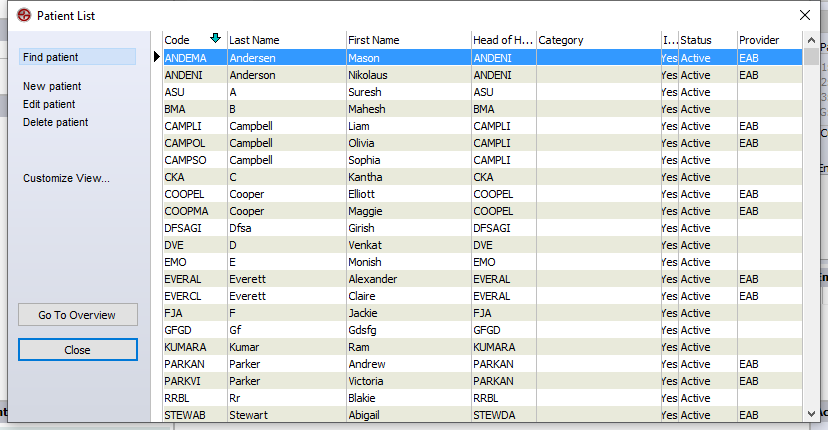 Patient List
Find patient
New patient
Edit patient
Delete patient
Customize View...
Go To Overview
Close
Code Last Name First Name Head of H... Category I... Status Provider
ANDEMA Andersen Mason ANDENI Yes Active EAB
ANDENI Anderson Nikolaus ANDENI Yes Active EAB
ASU A Suresh ASU Yes Active
BMA B Mahesh BMA Yes Active
CAMPLI Campbell Liam CAMPLI Yes Active EAB
CAMPOL Campbell Olivia CAMPLI Yes Active EAB
CAMPSO Campbell Sophia CAMPLI Yes Active
CKA C Kantha CKA Yes Active
COOPEL Cooper Elliott COOPEL Yes Active EAB
COOPMA Cooper Maggie COOPEL Yes Active EAB
DFSAGI Dfsa Girish DFSAGI Yes Active
DVE D Venkat DVE Yes Active
EMO E Monish EMO Yes Active
EVERAL Everett Alexander EVERAL Yes Active EAB
EVERCL Everett Claire EVERAL Yes Active EAB
FJA F Jackie FJA Yes Active
GFGD Gf Gdsfg GFGD Yes Active
KUMARA Kumar Ram KUMARA Yes Active
PARKAN Parker Andrew PARKAN Yes Active EAB
PARKVI Parker Victoria PARKAN Yes Active EAB
RRBL Rr Blakie RRBL Yes Active
STEWAB Stewart Abigail STEWDA Yes Active EAB